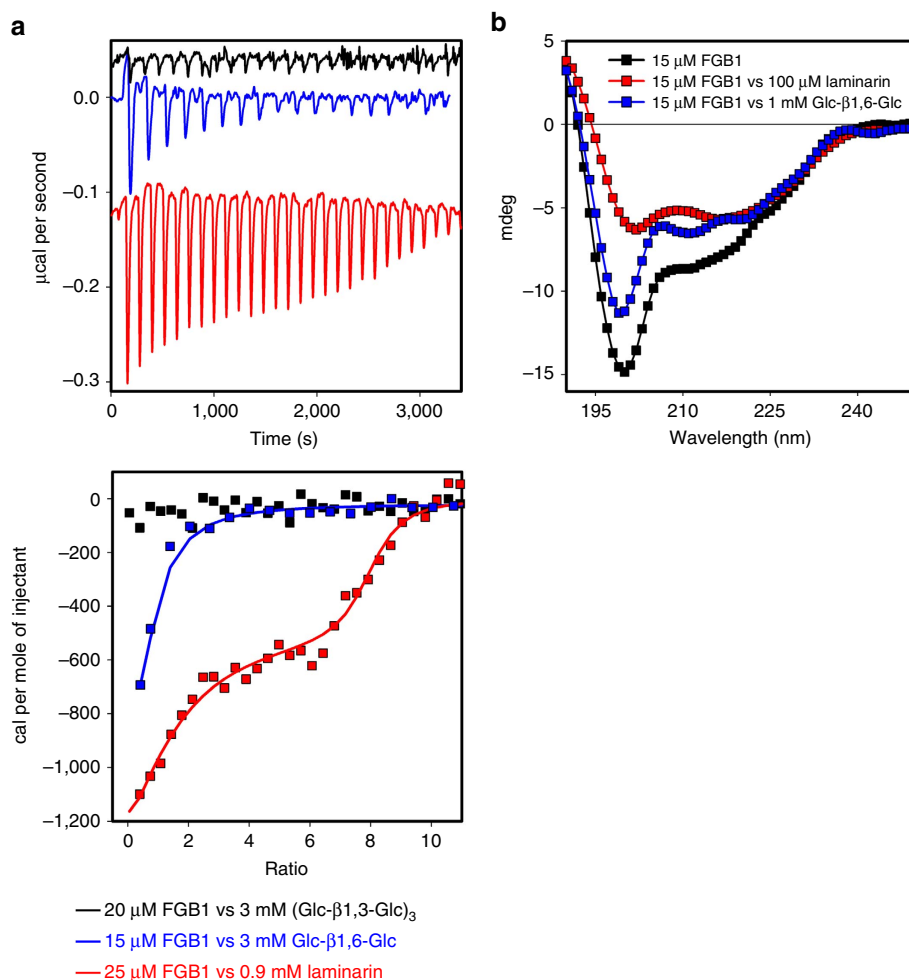 a
0.0
–0.1
–0.2
–0.3
µcal per second
0
1,000
2,000
3,000
Time (s)
b
5
0
–5
–10
–15
mdeg
15 µM FGB1
15 µM FGB1 vs 100 µM laminarin
15 µM FGB1 vs 1 mM Glc-β1,6-Glc
195
210
225
240
Wavelength (nm)
0
–200
–400
–600
–800
–1,000
–1,200
cal per mole of injectant
0
2
4
6
8
10
Ratio
20 µM FGB1 vs 3 mM (Glc-β1,3-Glc)₃
15 µM FGB1 vs 3 mM Glc-β1,6-Glc
25 µM FGB1 vs 0.9 mM laminarin